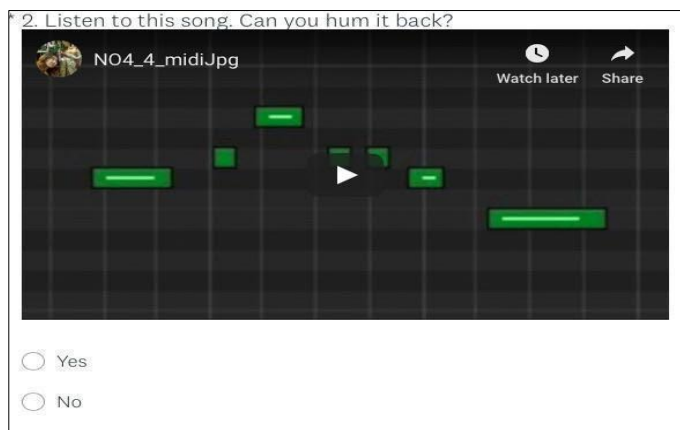 * 2. Listen to this song. Can you hum it back?
NO4_4_midiJpg
Watch later
Share
Yes
No